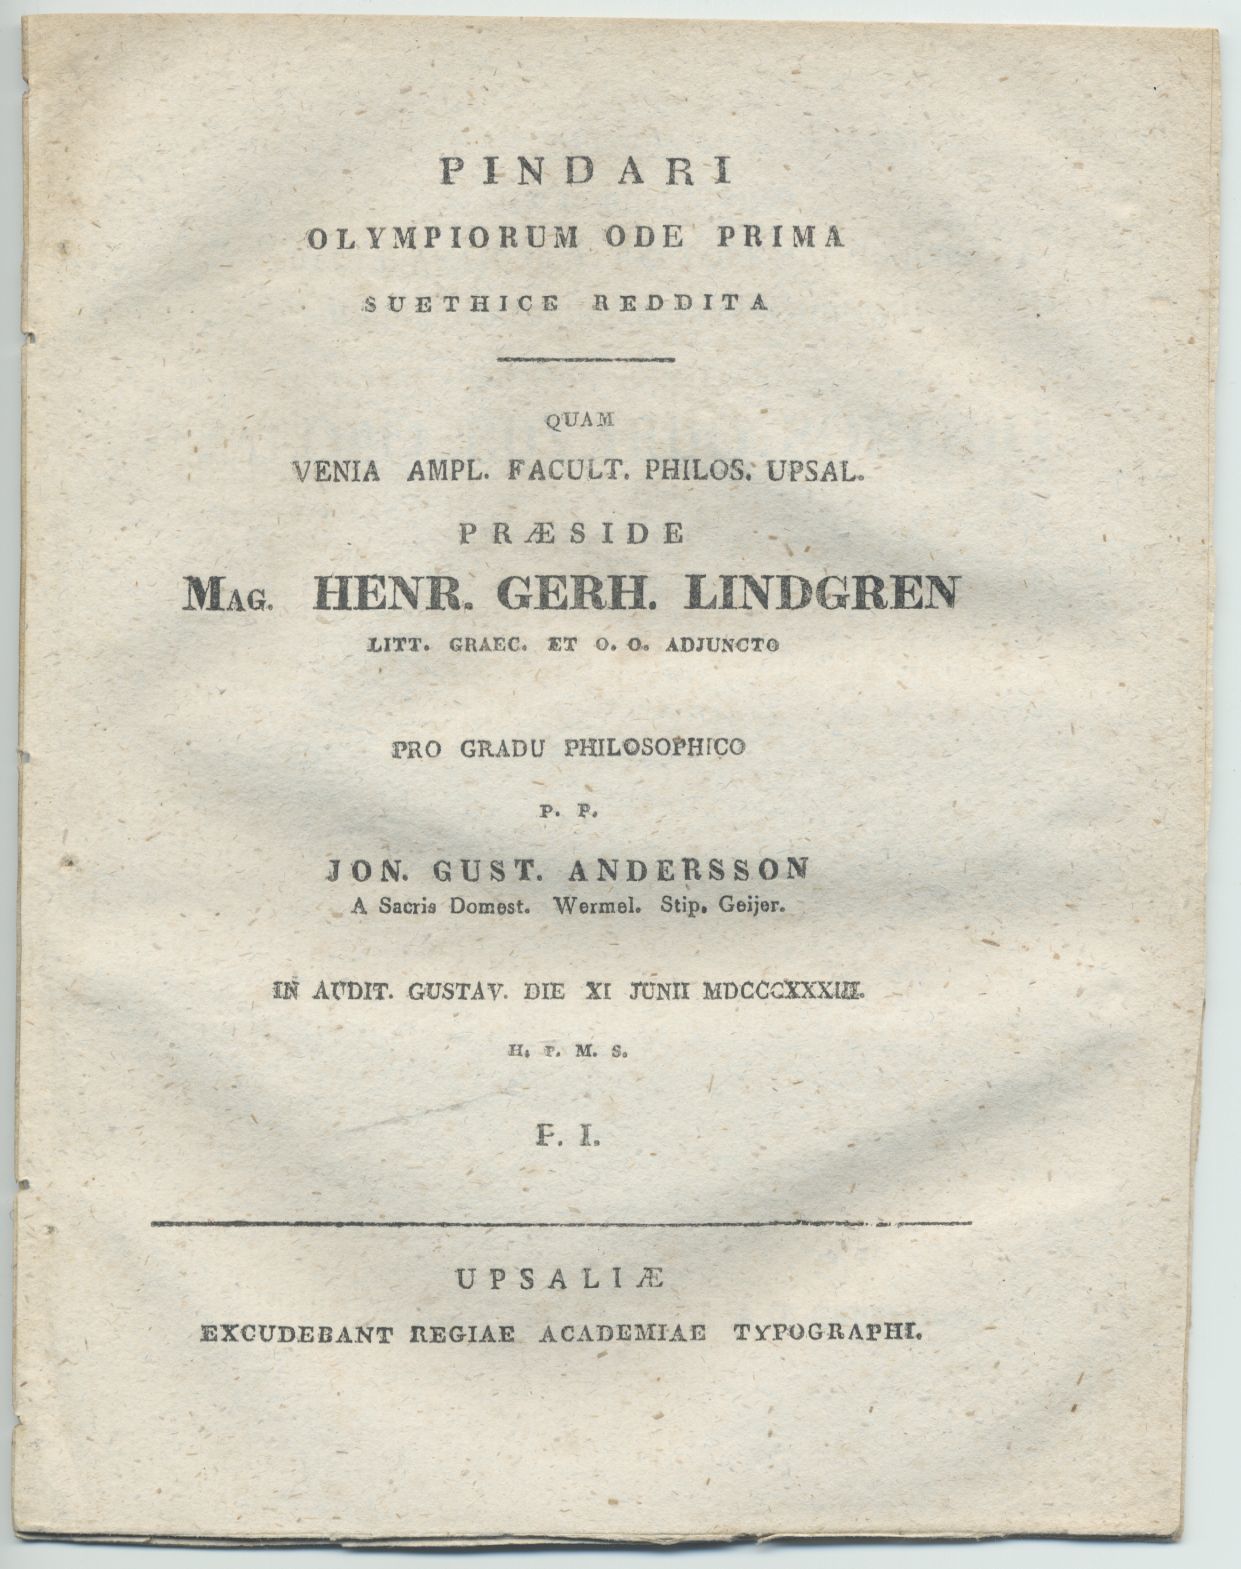 PINDARI
OLYMPIORUM ODE PRIMA
SUETHICE REDDITA
QUAM
VENIA AMPL. FACULT. PHILOS. UPSAL.
PRÆSIDE
MAG. HENR. GERH. LINDGREN
LITT. GRAEC. ET O. O. ADJUNCTO
PRO GRADU PHILOSOPHICO
P. P.
JON. GUST. ANDERSSON
A Sacris Domest. Wermel. Stip. Geijer.
IN AUDIT. GUSTAV. DIE XI JUNII MDCCCXXXIII.
H. P. M. S.
P. I.
UPSALIÆ
EXCUDEBANT REGIAE ACADEMIAE TYPOGRAPHI.